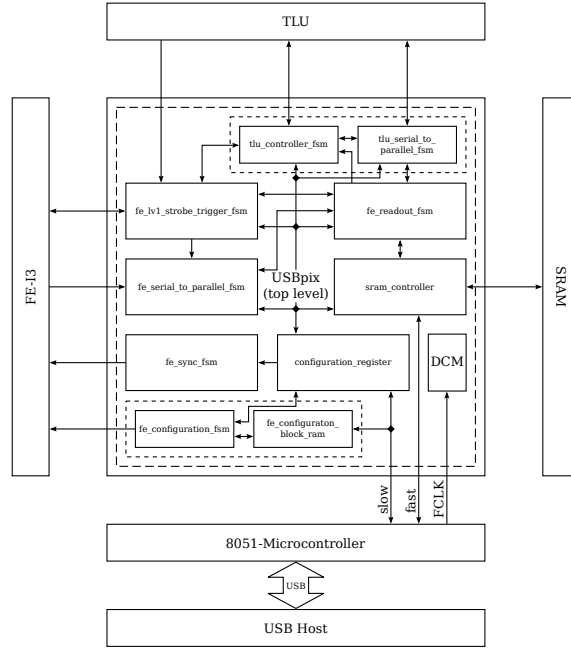 TLU
tlu_controller_fsm
tlu_serial_to_
parallel_fsm
fe_lv1_strobe_trigger_fsm
fe_readout_fsm
FE-I3
SRAM
fe_serial_to_parallel_fsm
USBpix
(top level)
sram_controller
fe_sync_fsm
configuration_register
DCM
fe_configuration_fsm
fe_configuraton_
block_ram
slow
fast
FCLK
8051-Microcontroller
USB
USB Host